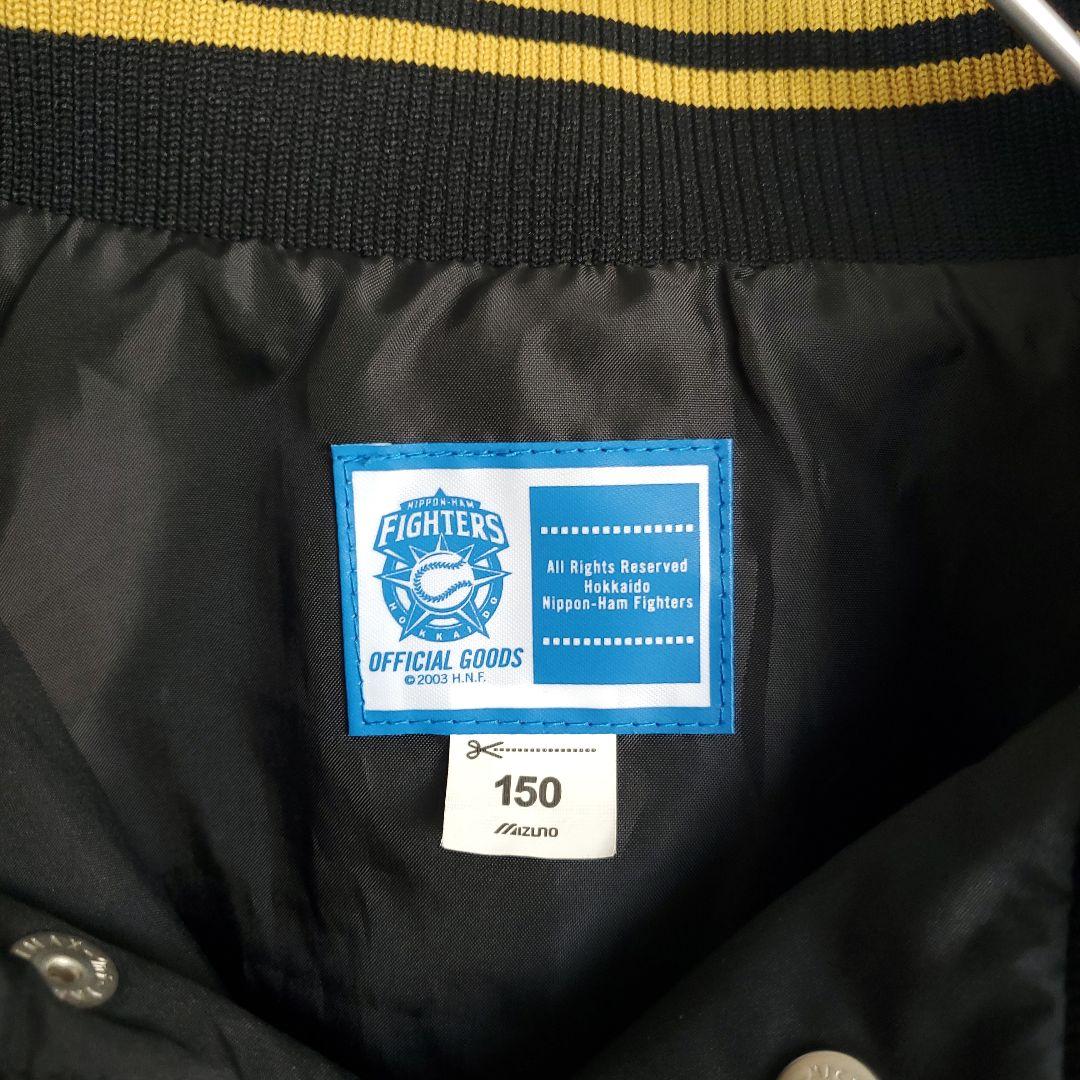 NIPPON-HAM
FIGHTERS
HOKKAIDO
OFFICIAL GOODS
©2003 H.N.F.
All Rights Reserved
Hokkaido
Nippon-Ham Fighters
150
MIZUNO